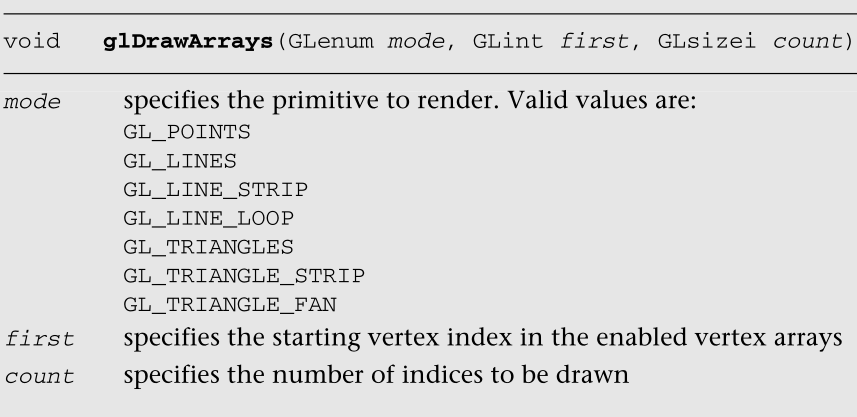 void glDrawArrays(GLenum mode, GLint first, GLsizei count)
mode specifies the primitive to render. Valid values are:
GL_POINTS
GL_LINES
GL_LINE_STRIP
GL_LINE_LOOP
GL_TRIANGLES
GL_TRIANGLE_STRIP
GL_TRIANGLE_FAN
first specifies the starting vertex index in the enabled vertex arrays
count specifies the number of indices to be drawn